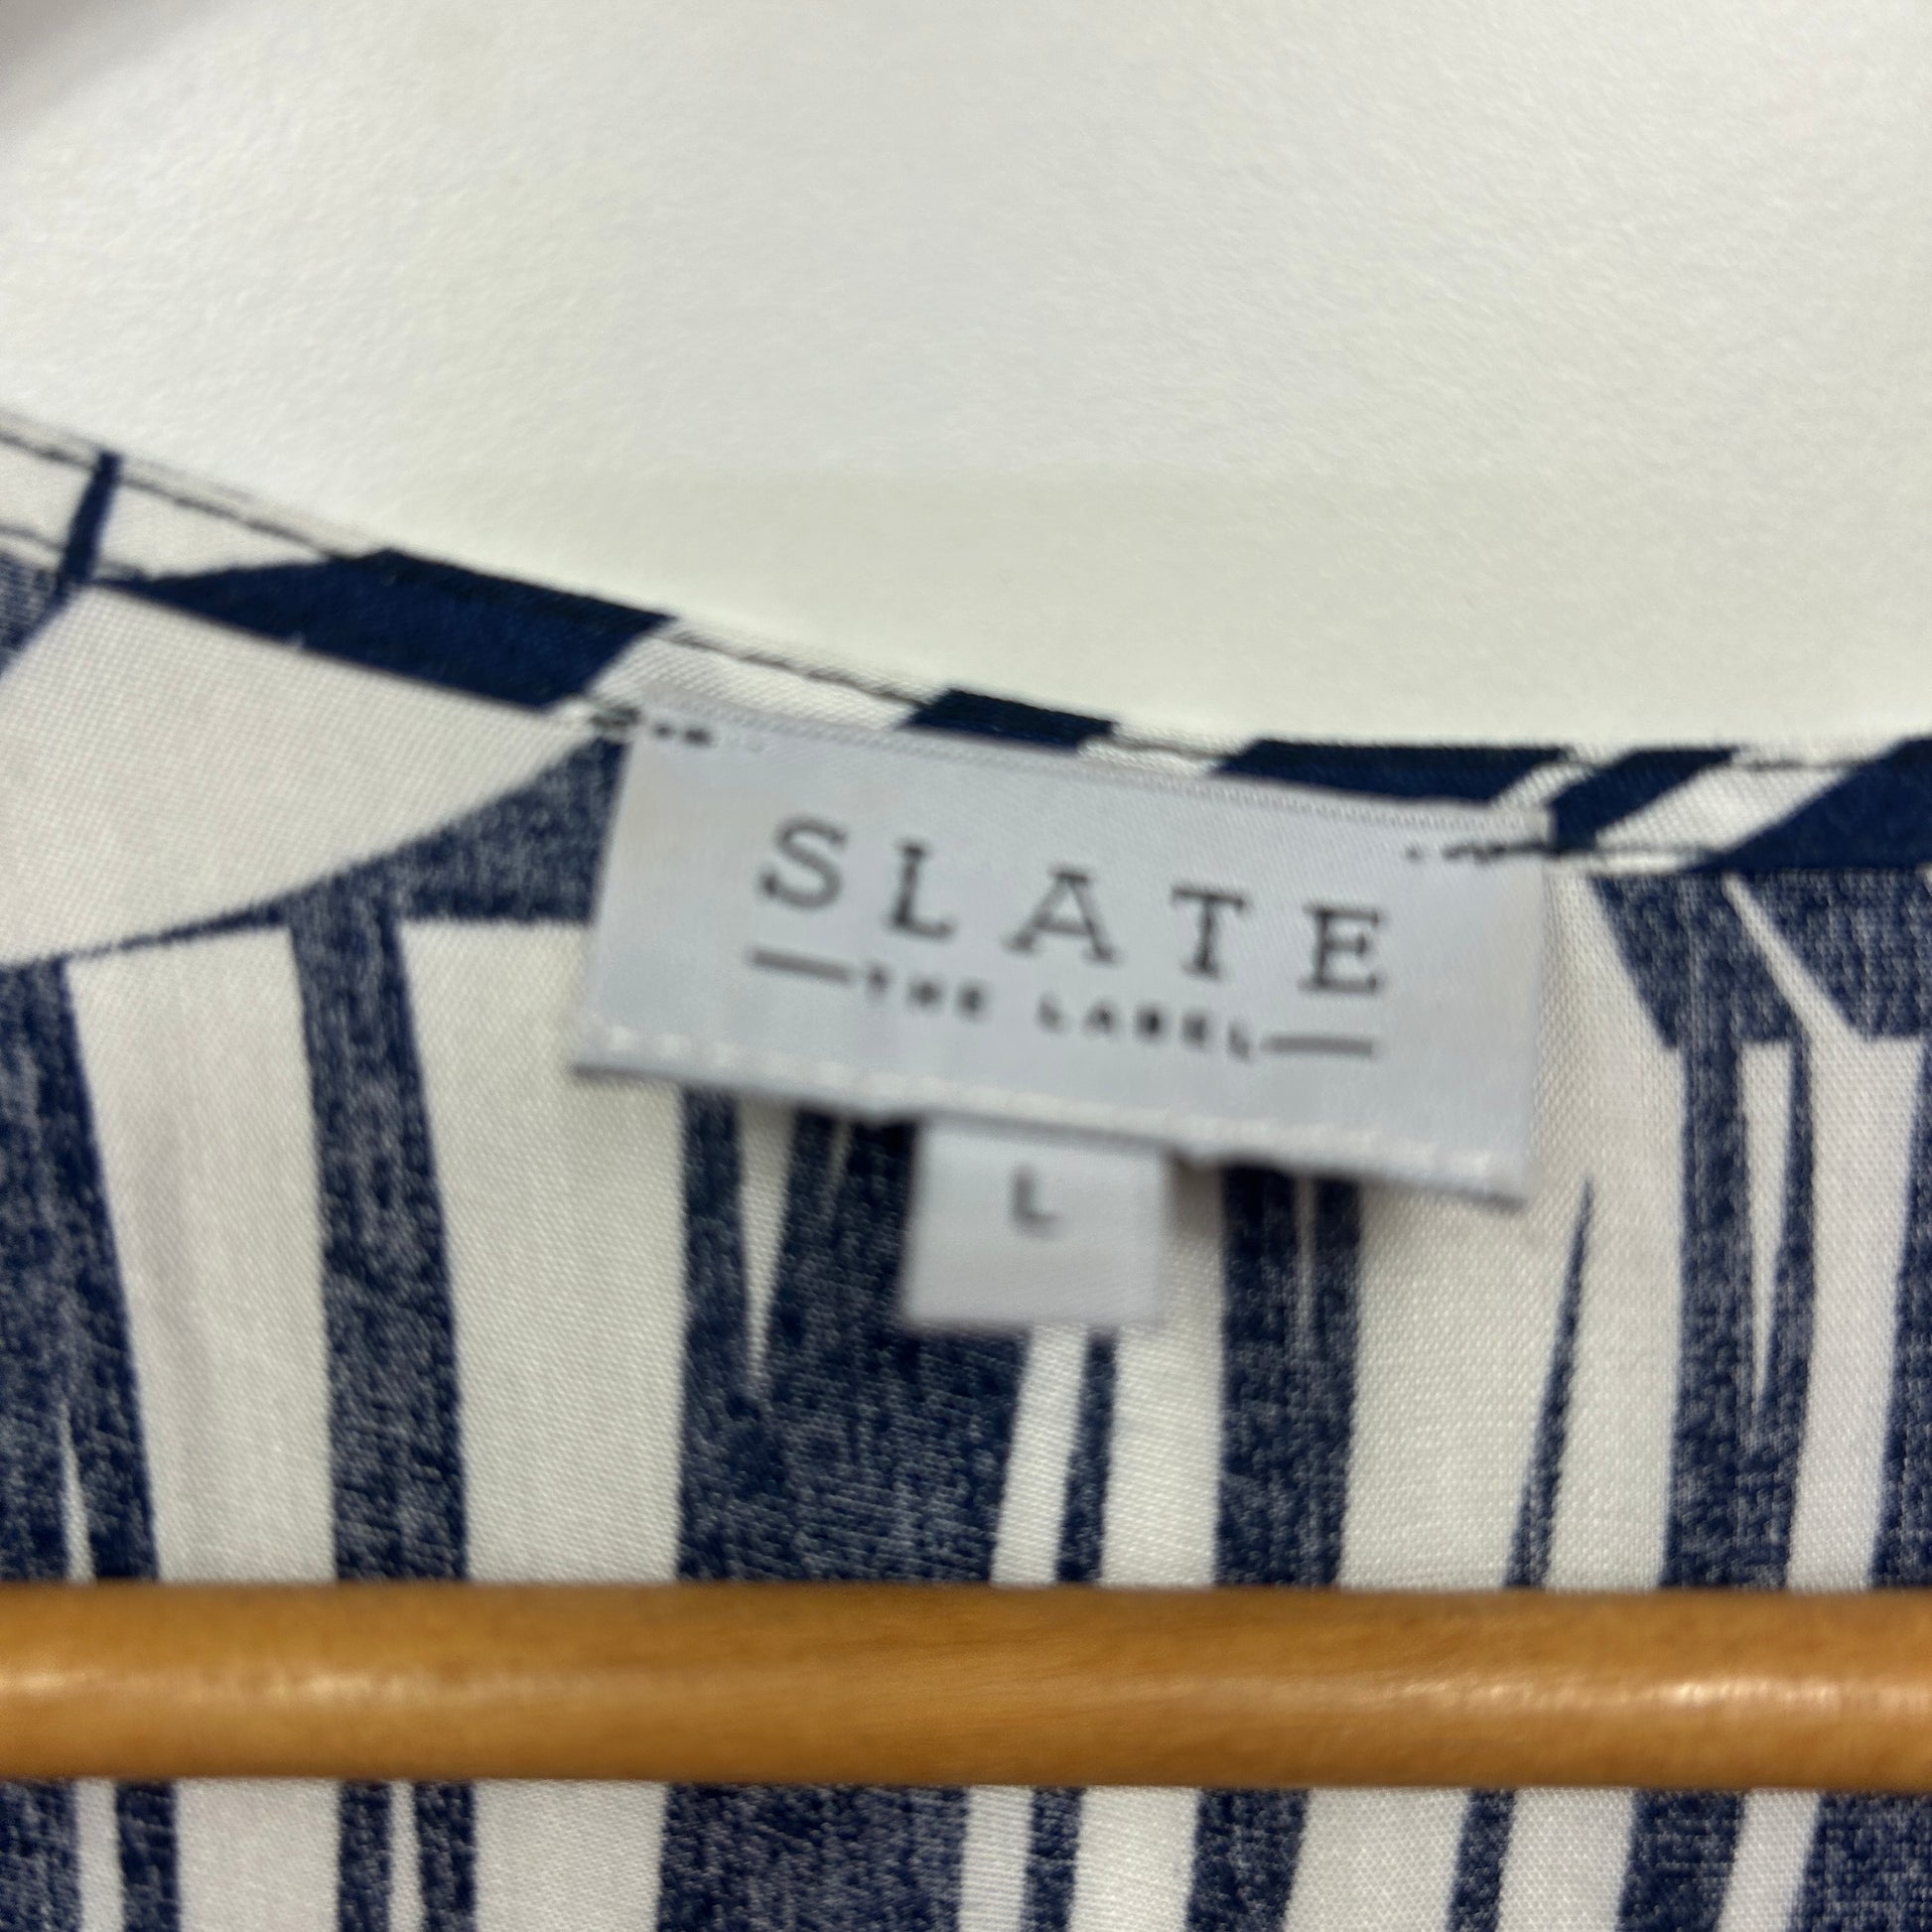 SLATE
THE LABEL
L